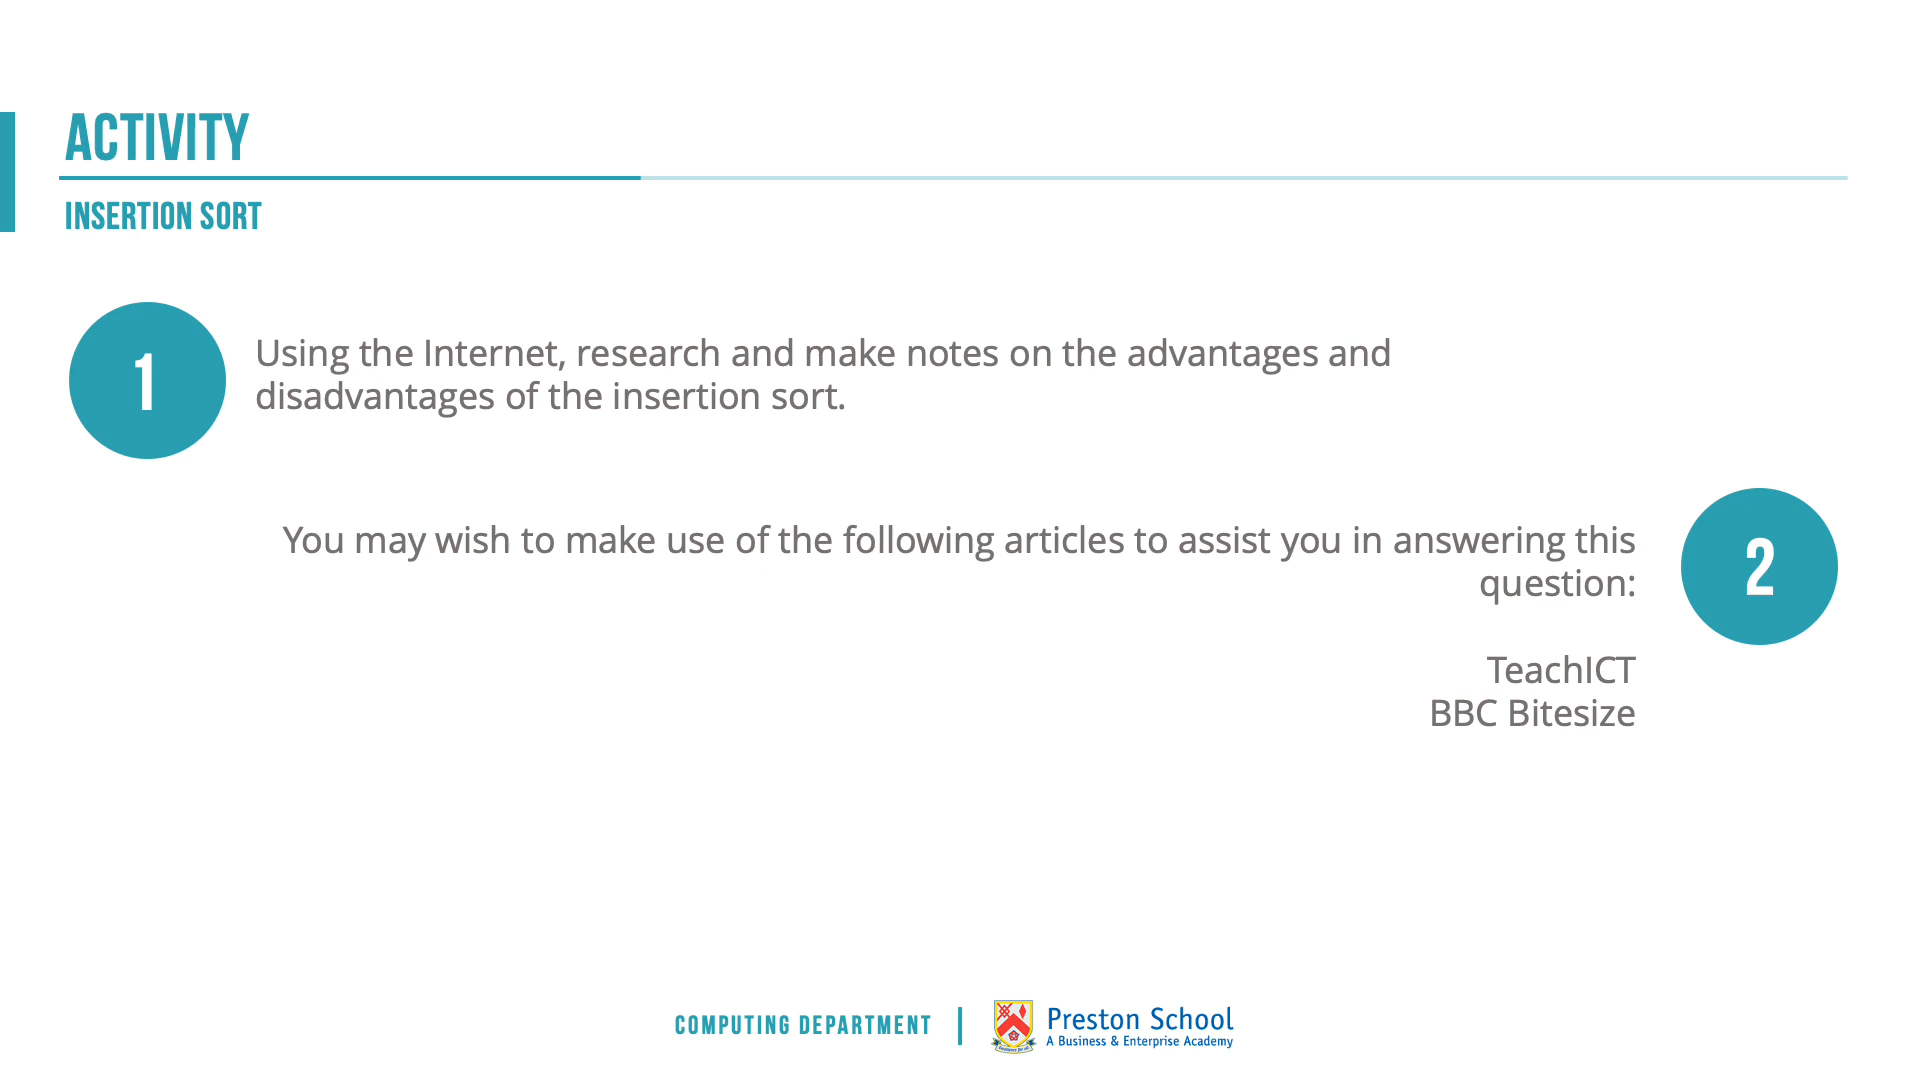 ACTIVITY
INSERTION SORT
1
Using the Internet, research and make notes on the advantages and
disadvantages of the insertion sort.
You may wish to make use of the following articles to assist you in answering this
question:
2
TeachICT
BBC Bitesize
COMPUTING DEPARTMENT
Preston School
A Business & Enterprise Academy